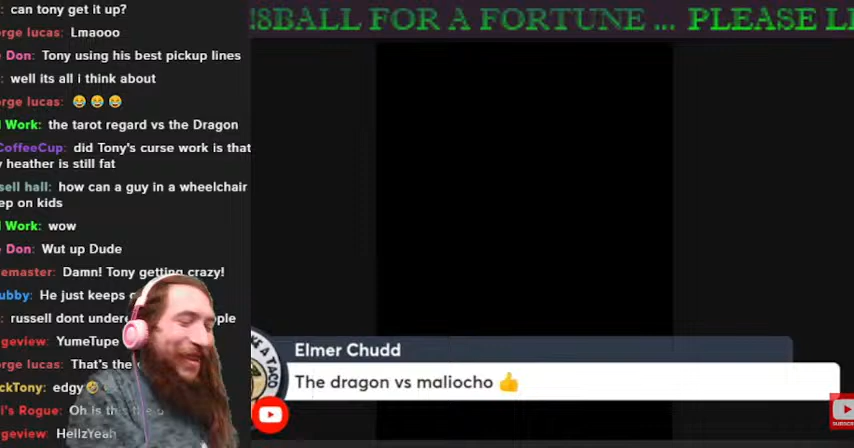 can tony get it up?
rge lucas: Lmaooo
Don: Tony using his best pickup lines
well its all i think about
rge lucas: 😂 😂 😂
Work: the tarot regard vs the Dragon
CoffeeCup: did Tony's curse work is that
heather is still fat
sell hall: how can a guy in a wheelchair
ep on kids
Work: wow
Don: Wut up Dude
emaster: Damn! Tony getting crazy!
ubby: He just keeps
russell dont under
ple
geview: YumeTupe
rge lucas: That's the
ckTony: edgy🤣
i's Rogue: Oh is this the
geview: HellzYeah
!8BALL FOR A FORTUNE ... PLEASE LI
Elmer Chudd
The dragon vs maliocho 👍
E A TACO
SUBSC